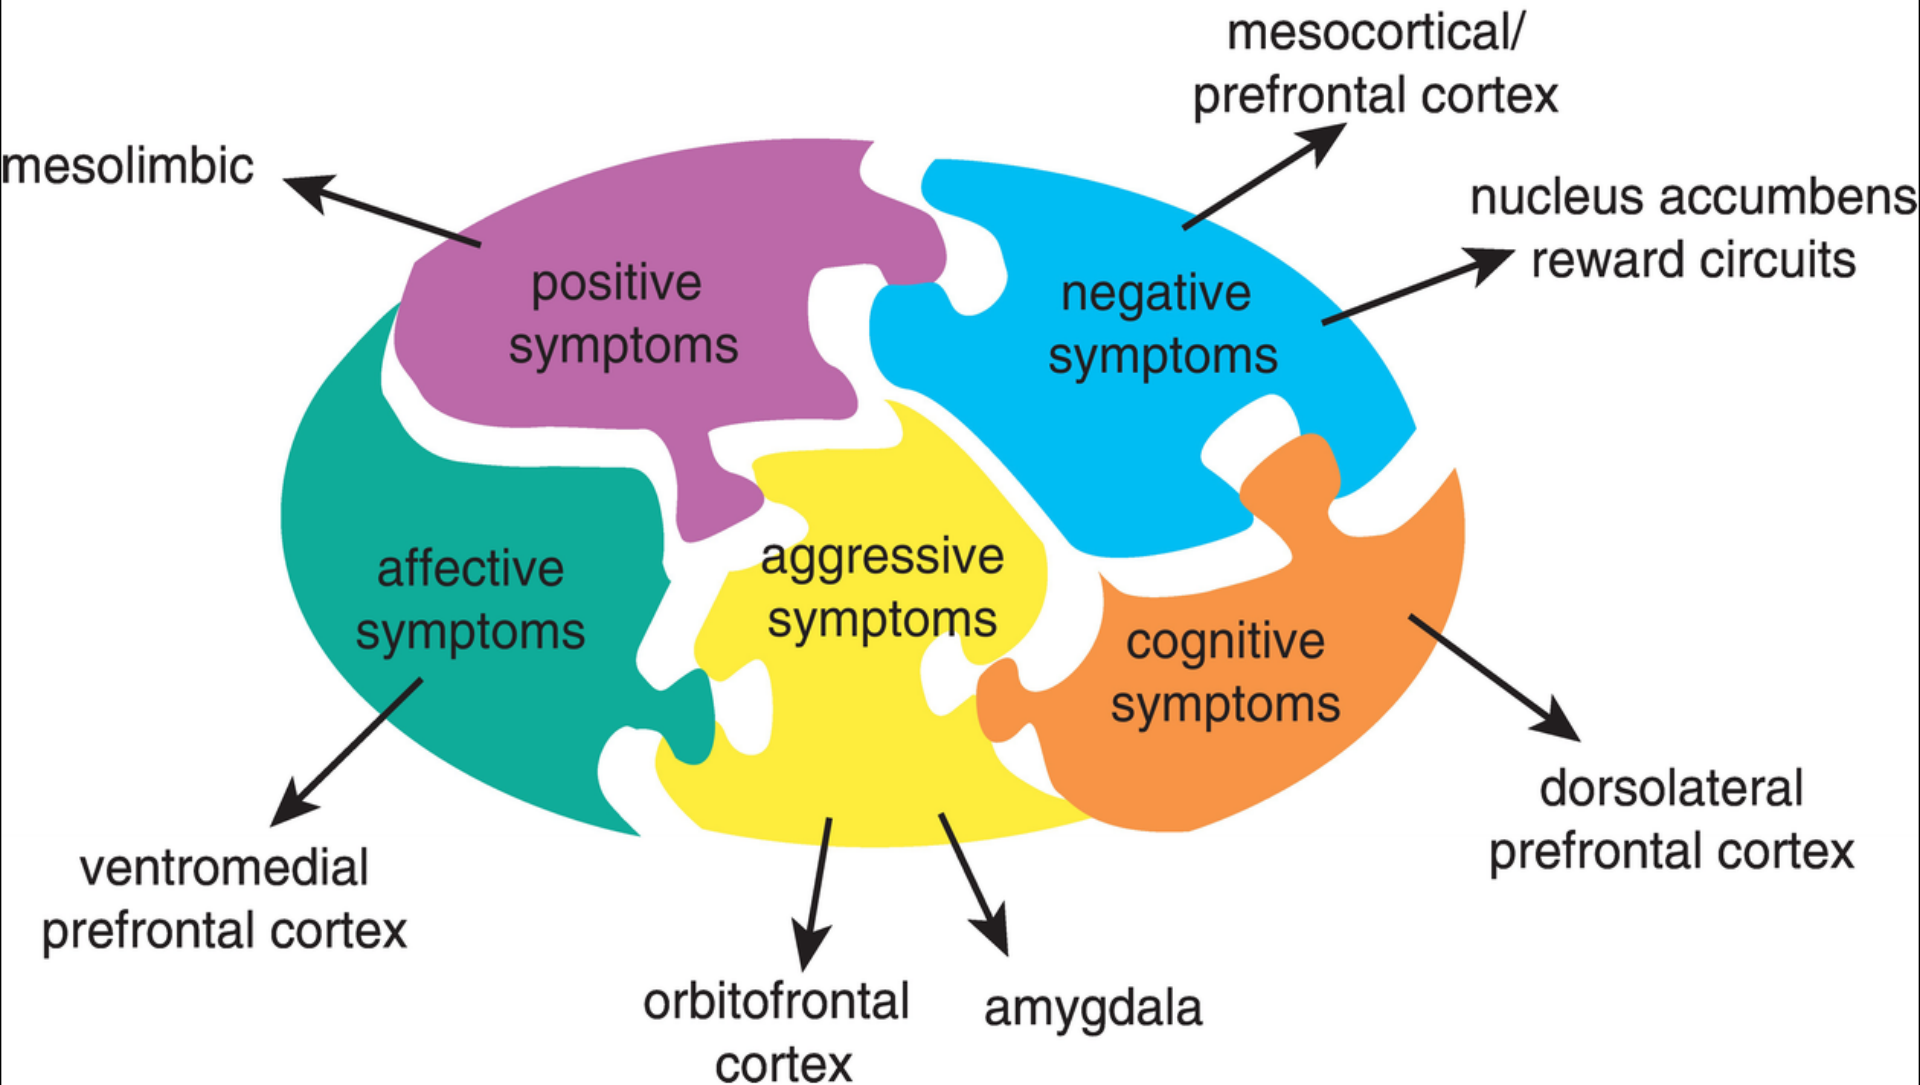 mesocortical/
prefrontal cortex
mesolimbic
nucleus accumbens
reward circuits
positive
symptoms
negative
symptoms
affective
symptoms
aggressive
symptoms
cognitive
symptoms
dorsolateral
prefrontal cortex
ventromedial
prefrontal cortex
orbitofrontal
cortex
amygdala